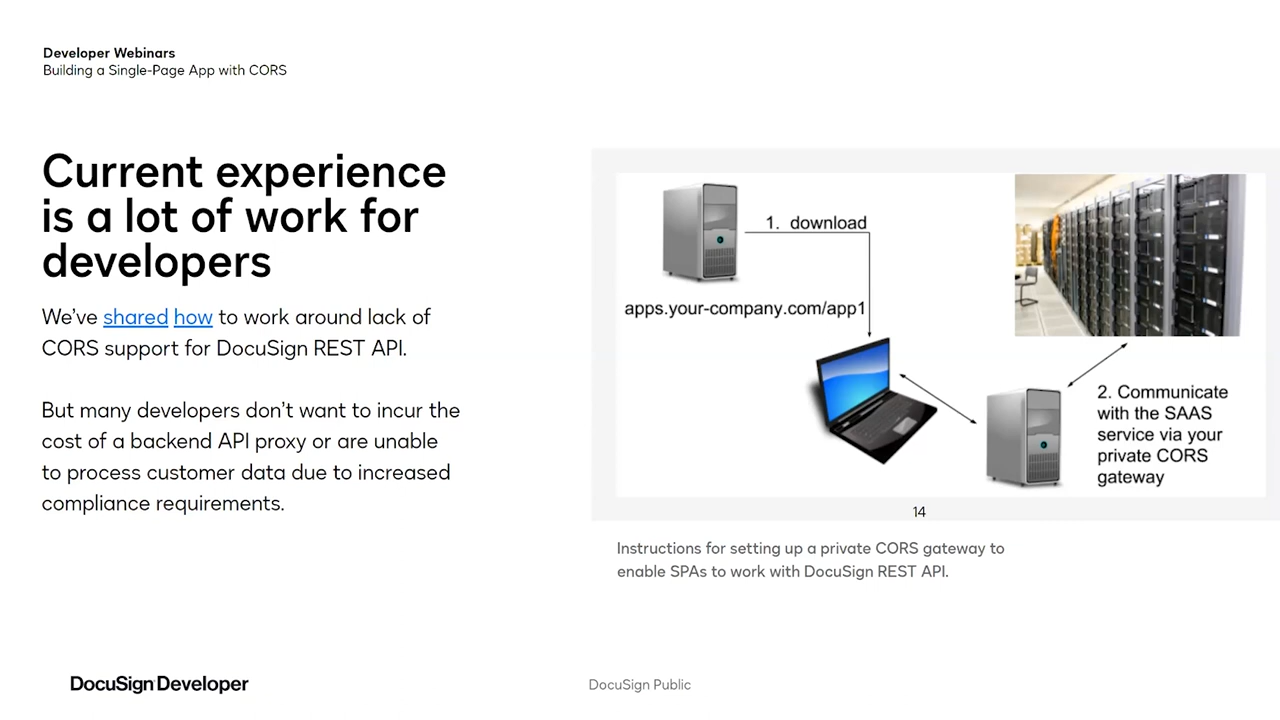 Developer Webinars
Building a Single-Page App with CORS
Current experience
is a lot of work for
developers
We’ve shared how to work around lack of
CORS support for DocuSign REST API.
But many developers don’t want to incur the
cost of a backend API proxy or are unable
to process customer data due to increased
compliance requirements.
1. download
apps.your-company.com/app1
2. Communicate
with the SAAS
service via your
private CORS
gateway
14
Instructions for setting up a private CORS gateway to
enable SPAs to work with DocuSign REST API.
DocuSign Developer
DocuSign Public